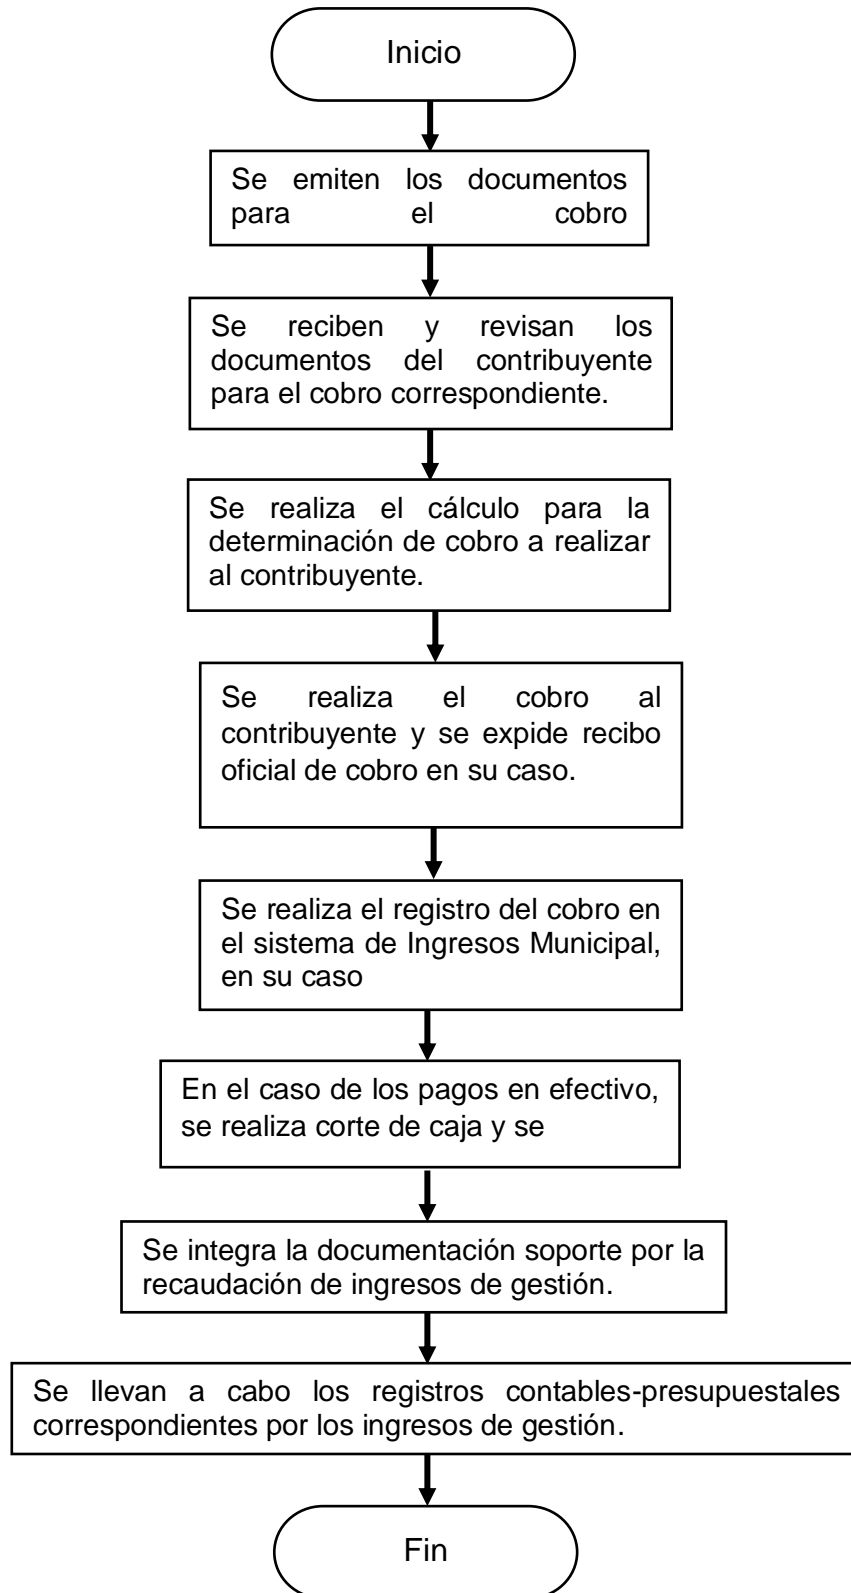 Inicio
Se emiten los documentos
para el cobro
Se reciben y revisan los
documentos del contribuyente
para el cobro correspondiente.
Se realiza el cálculo para la
determinación de cobro a realizar
al contribuyente.
Se realiza el cobro al
contribuyente y se expide recibo
oficial de cobro en su caso.
Se realiza el registro del cobro en
el sistema de Ingresos Municipal,
en su caso
En el caso de los pagos en efectivo,
se realiza corte de caja y se
Se integra la documentación soporte por la
recaudación de ingresos de gestión.
Se llevan a cabo los registros contables-presupuestales
correspondientes por los ingresos de gestión.
Fin